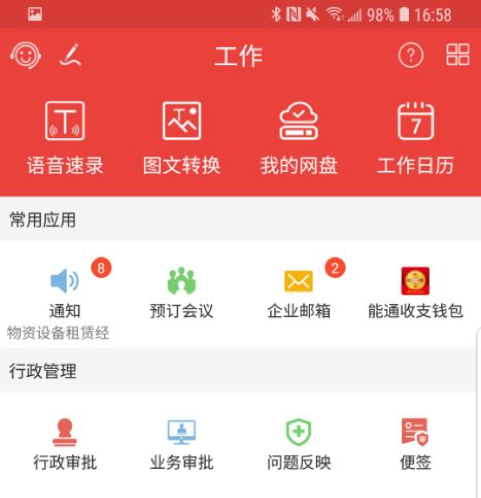 98% 16:58
工作
?
语音速录 图文转换 我的网盘 工作日历
7
常用应用
8 2
通知 预订会议 企业邮箱 能通收支钱包
物资设备租赁经
行政管理
行政审批 业务审批 问题反映 便签